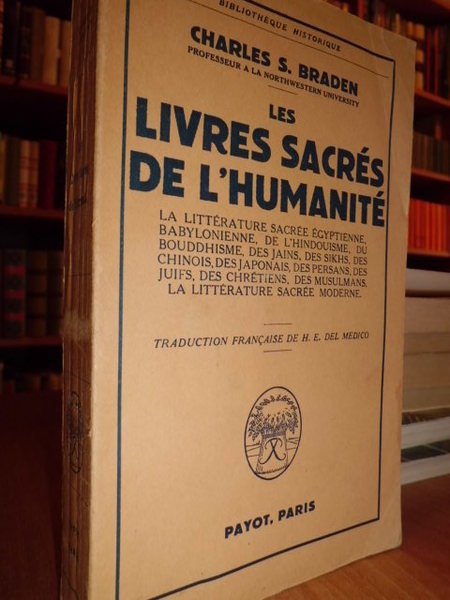 BIBLIOTHÈQUE HISTORIQUE
CHARLES S. BRADEN
PROFESSEUR A LA NORTHWESTERN UNIVERSITY
LES
LIVRES SACRÉS
DE L'HUMANITÉ
LA LITTÉRATURE SACRÉE ÉGYPTIENNE,
BABYLONIENNE, DE L'HINDOUISME, DU
BOUDDHISME, DES JAINS, DES SIKHS, DES
CHINOIS, DES JAPONAIS, DES PERSANS, DES
JUIFS, DES CHRÉTIENS, DES MUSULMANS.
LA LITTÉRATURE SACRÉE MODERNE.
TRADUCTION FRANÇAISE DE H. E. DEL MEDICO
PAYOT, PARIS